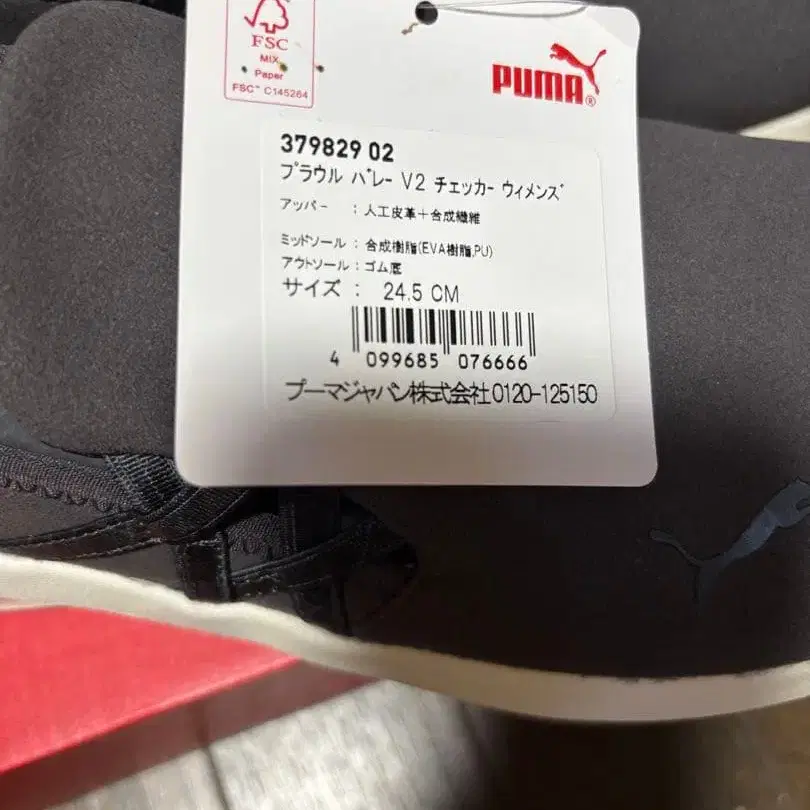 FSC
MIX
Paper
FSC™ C145264
PUMA®
379829 02
プラウル バレー V2 チェッカー ウィメンズ
アッパー : 人工皮革+合成繊維
ミッドソール : 合成樹脂(EVA樹脂,PU)
アウトソール : ゴム底
サイズ : 24.5 CM
4 099685 076666
プーマジャパン株式会社0120-125150